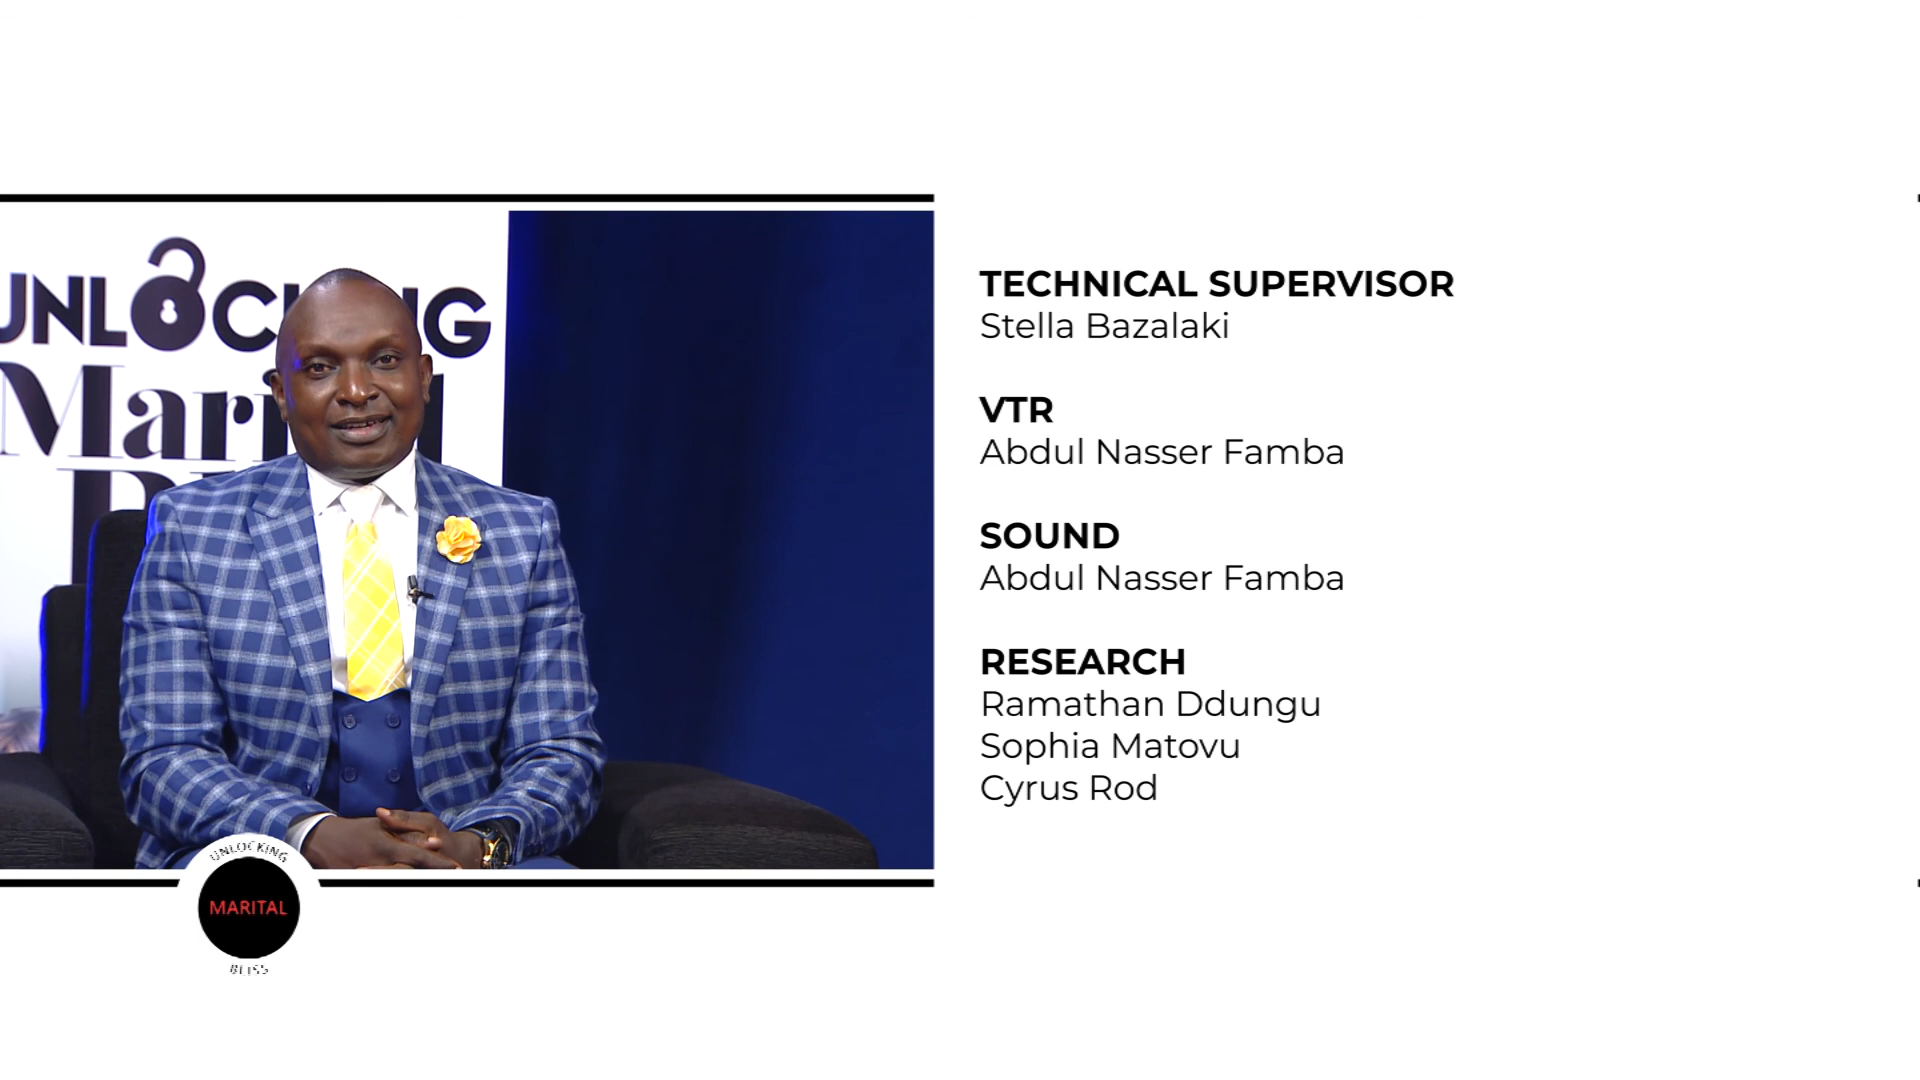 UNLOCKING
TECHNICAL SUPERVISOR
Stella Bazalaki
VTR
Abdul Nasser Famba
SOUND
Abdul Nasser Famba
RESEARCH
Ramathan Ddungu
Sophia Matovu
Cyrus Rod
UNLOCKING
MARITAL
BLISS